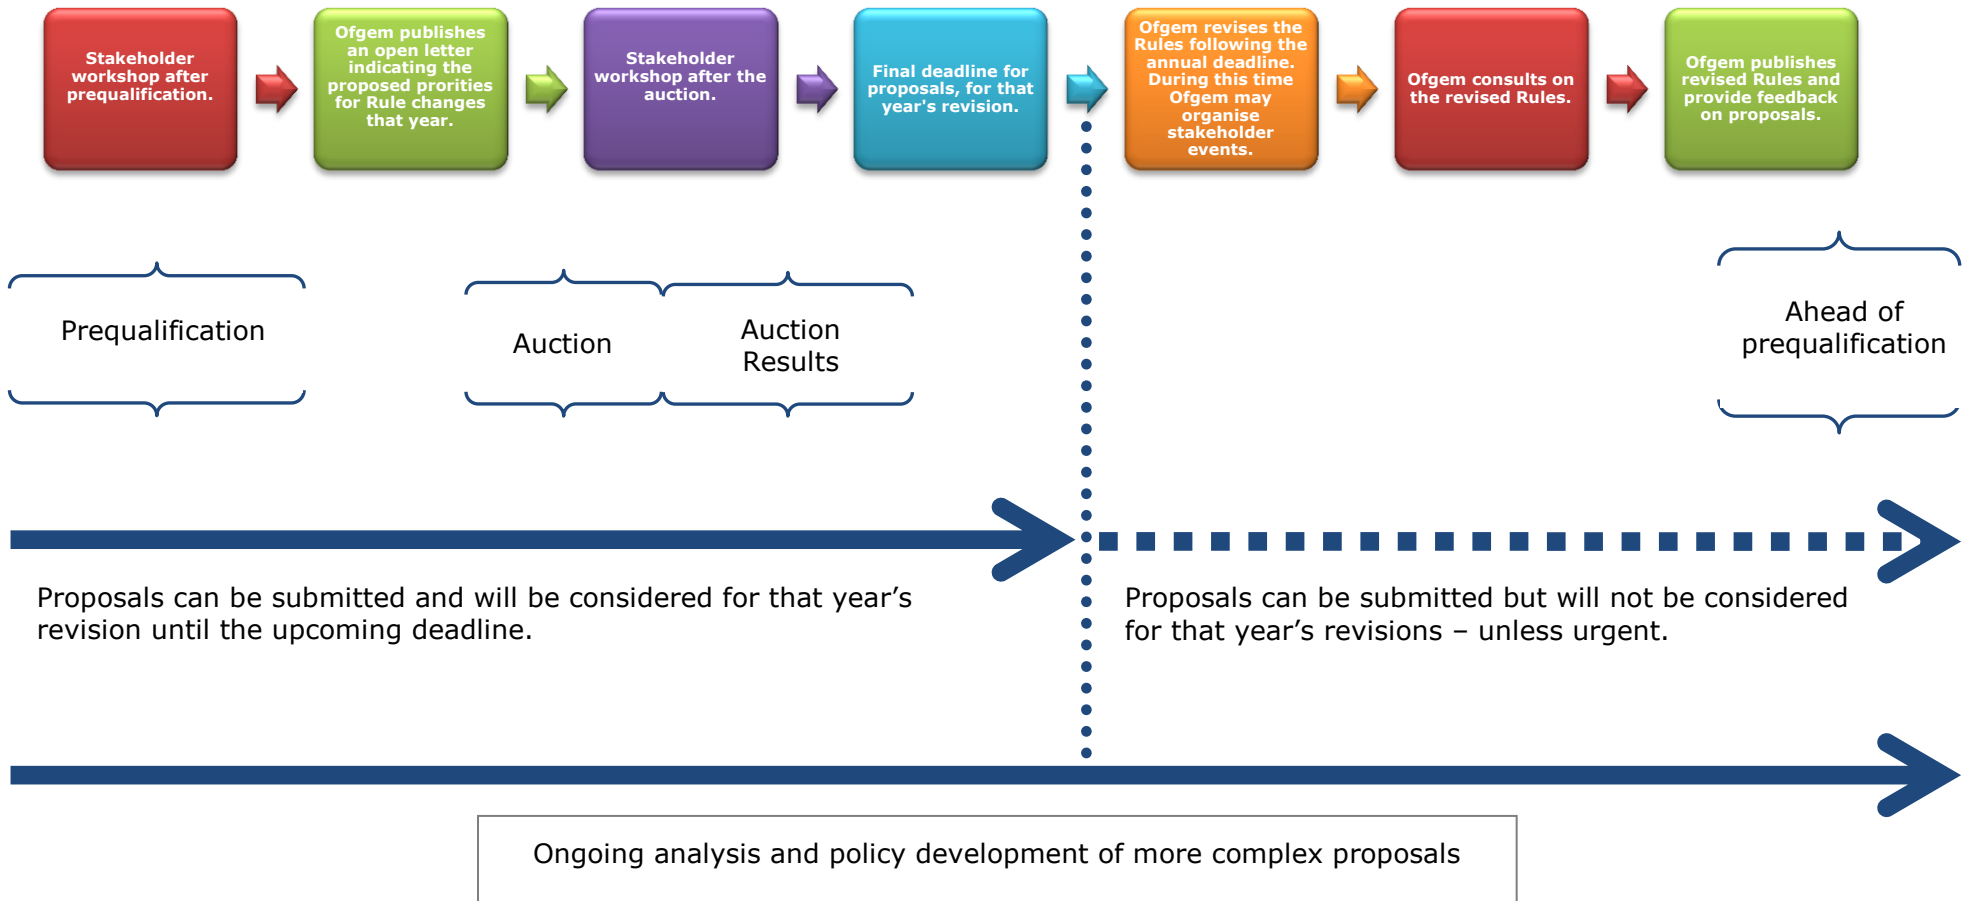 Stakeholder
workshop after
prequalification.
Ofgem publishes
an open letter
indicating the
proposed prorities
for Rule changes
that year.
Stakeholder
workshop after the
auction.
Final deadline for
proposals, for that
year's revision.
Ofgem revises the
Rules following the
annual deadline.
During this time
Ofgem may
organise
stakeholder
events.
Ofgem consults on
the revised Rules.
Ofgem publishes
revised Rules and
provide feedback
on proposals.
Prequalification
Auction
Auction
Results
Ahead of
prequalification
Proposals can be submitted and will be considered for that year’s
revision until the upcoming deadline.
Proposals can be submitted but will not be considered
for that year’s revisions – unless urgent.
Ongoing analysis and policy development of more complex proposals